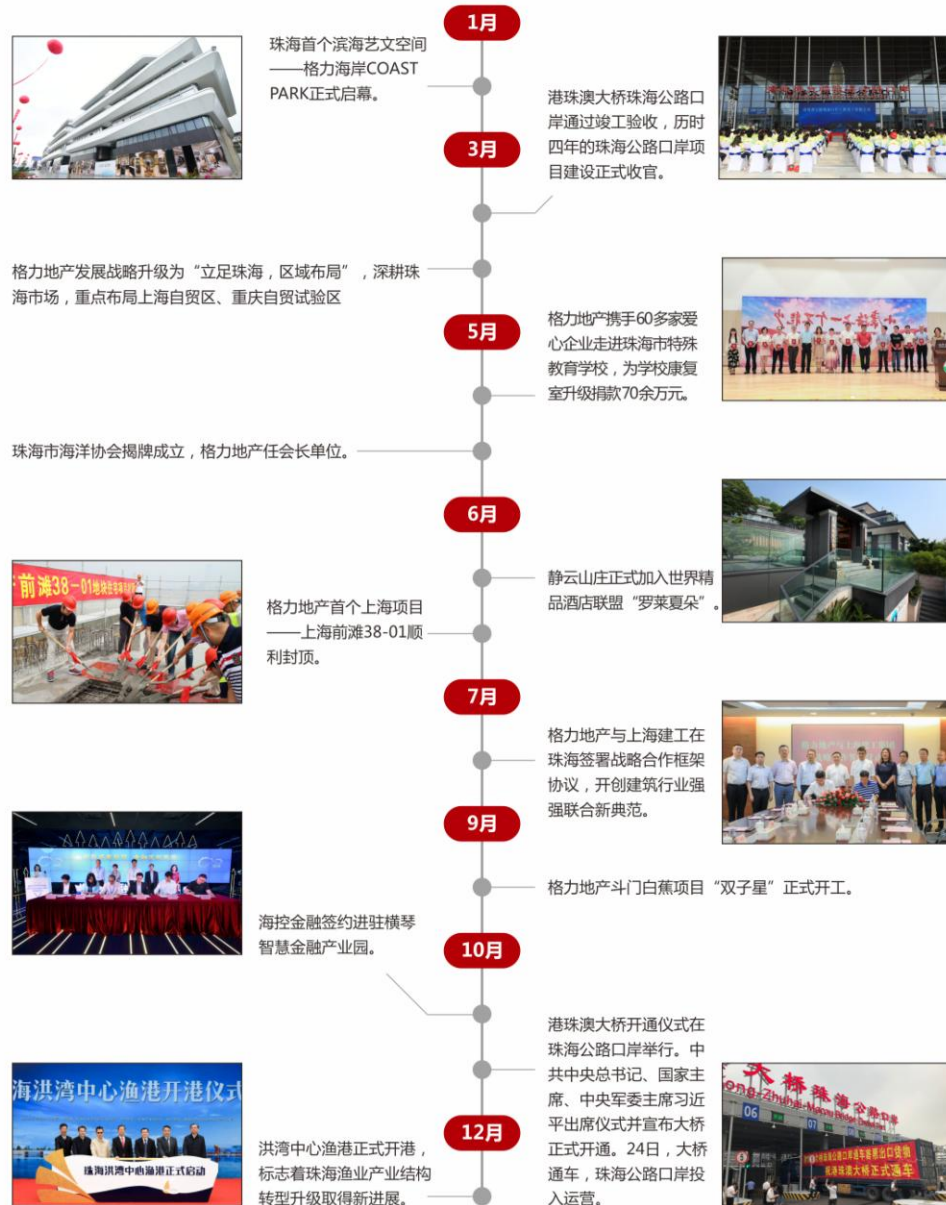 1月
珠海首个滨海艺文空间
——格力海岸COAST
PARK正式启幕。
3月
港珠澳大桥珠海公路口
岸通过竣工验收，历时
四年的珠海公路口岸项
目建设正式收官。
格力地产发展战略升级为“立足珠海，区域布局”，深耕珠
海市场，重点布局上海自贸区、重庆自贸试验区
5月
格力地产携手60多家爱
心企业走进珠海市特殊
教育学校，为学校康复
室升级捐款70余万元。
珠海市海洋协会揭牌成立，格力地产任会长单位。
6月
静云山庄正式加入世界精
品酒店联盟“罗莱夏朵”。
前滩38-01地块
格力地产首个上海项目
——上海前滩38-01顺
利封顶。
7月
格力地产与上海建工在
珠海签署战略合作框架
协议，开创建筑行业强
强联合新典范。
9月
格力地产斗门白蕉项目“双子星”正式开工。
海控金融签约进驻横琴
智慧金融产业园。
10月
港珠澳大桥开通仪式在
珠海公路口岸举行。中
共中央总书记、国家主
席、中央军委主席习近
平出席仪式并宣布大桥
正式开通。24日，大桥
通车，珠海公路口岸投
入运营。
12月
海洪湾中心渔港开港仪式
珠海洪湾中心渔港正式启动
洪湾中心渔港正式开港，
标志着珠海渔业产业结构
转型升级取得新进展。
大桥珠海公路口岸
ong-Zhuhai-Macau Bridge
06
07
港珠澳大桥正式通车